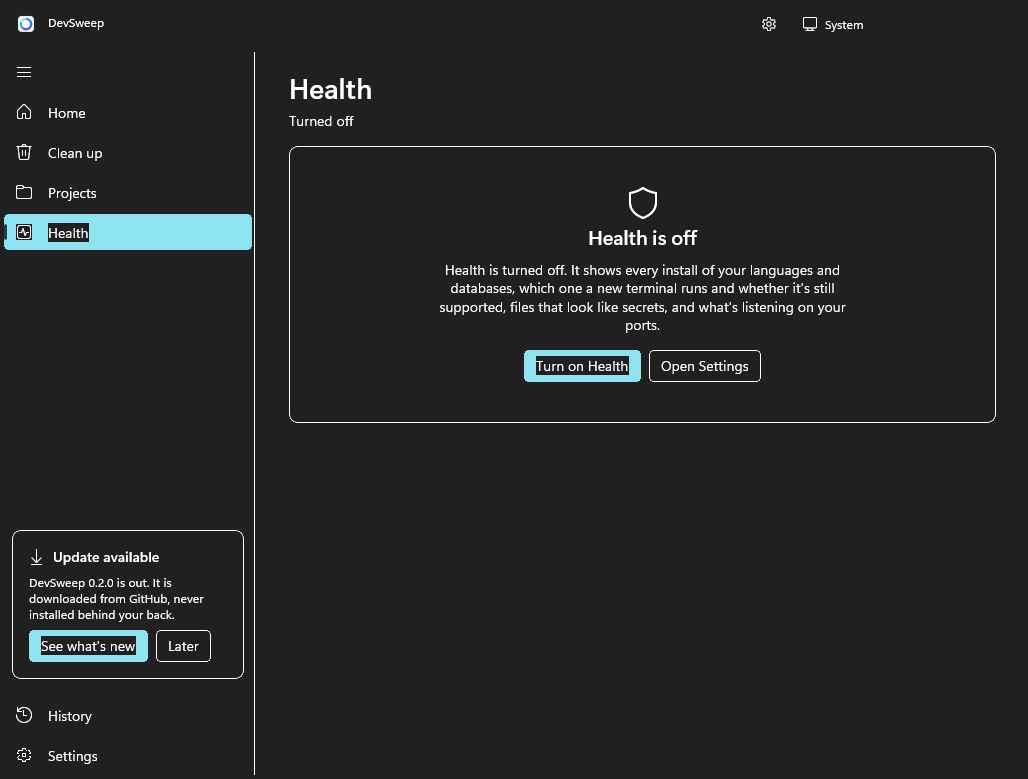 DevSweep
System
Home
Clean up
Projects
Health
Health
Turned off
Health is off
Health is turned off. It shows every install of your languages and
databases, which one a new terminal runs and whether it's still
supported, files that look like secrets, and what's listening on your
ports.
Turn on Health
Open Settings
Update available
DevSweep 0.2.0 is out. It is
downloaded from GitHub, never
installed behind your back.
See what's new
Later
History
Settings